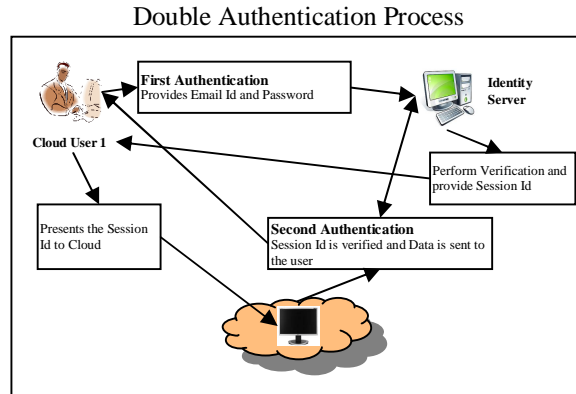 Double Authentication Process
First Authentication
Provides Email Id and Password
Identity
Server
Cloud User 1
Perform Verification and
provide Session Id
Presents the Session
Id to Cloud
Second Authentication
Session Id is verified and Data is sent to
the user